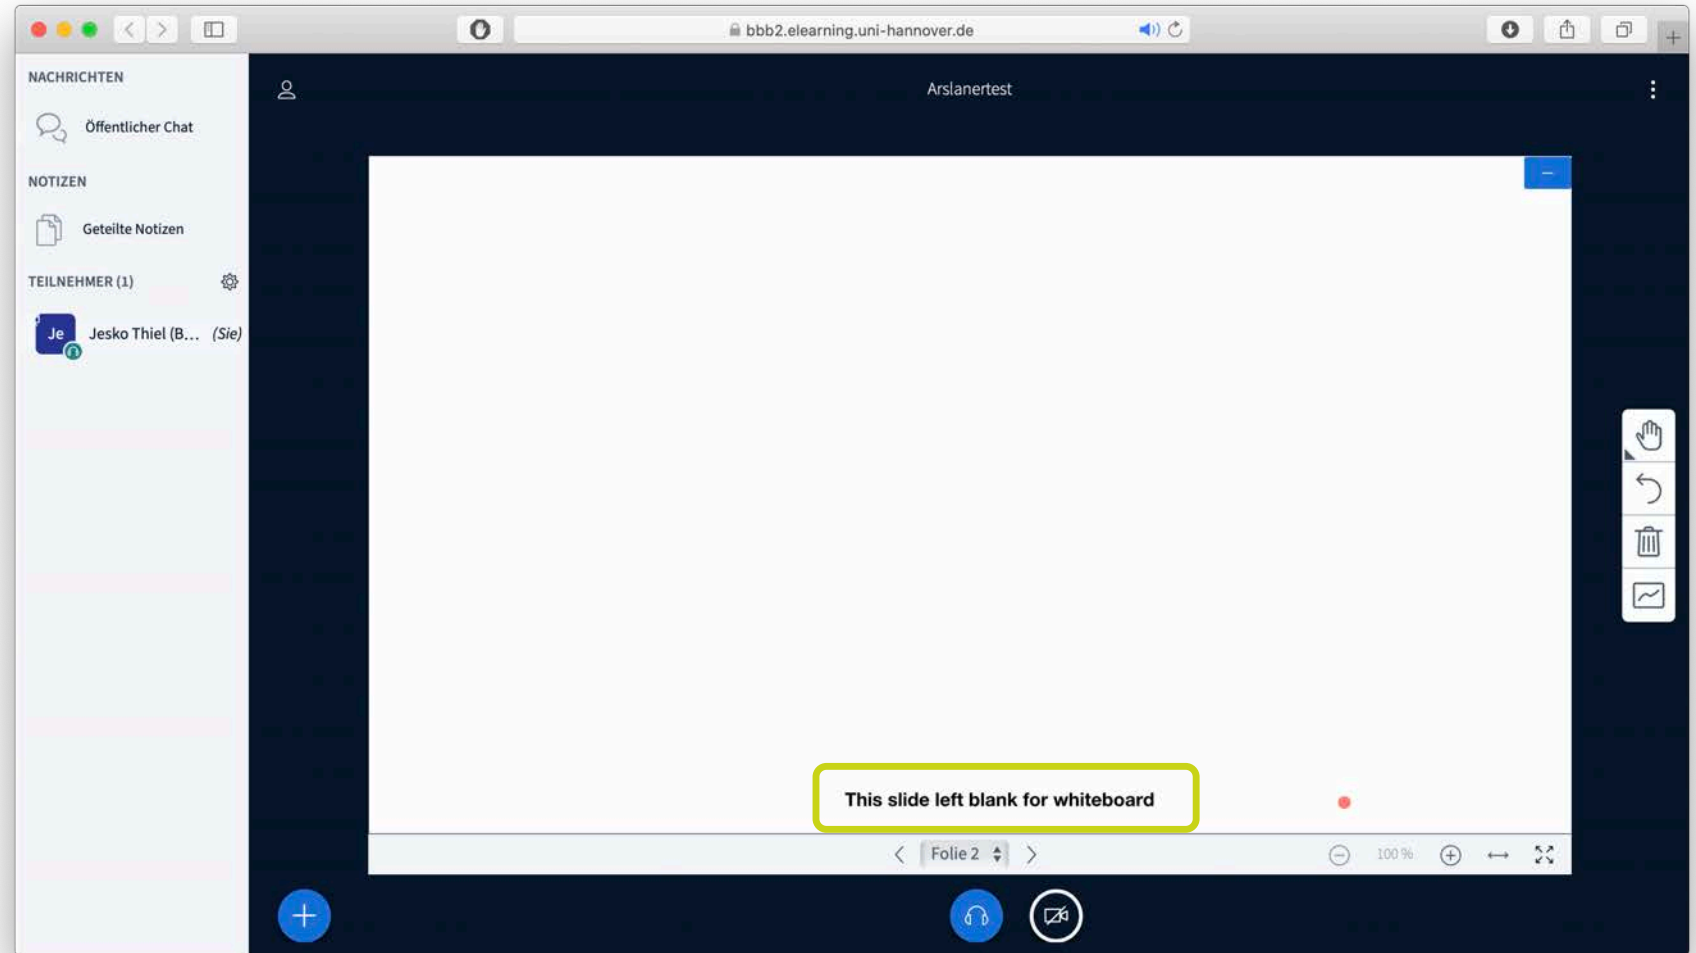 bbb2.elearning.uni-hannover.de
NACHRICHTEN
Öffentlicher Chat
NOTIZEN
Geteilte Notizen
TEILNEHMER (1)
Je
Jesko Thiel (B... (Sie)
Arslanertest
This slide left blank for whiteboard
Folie 2
100 %